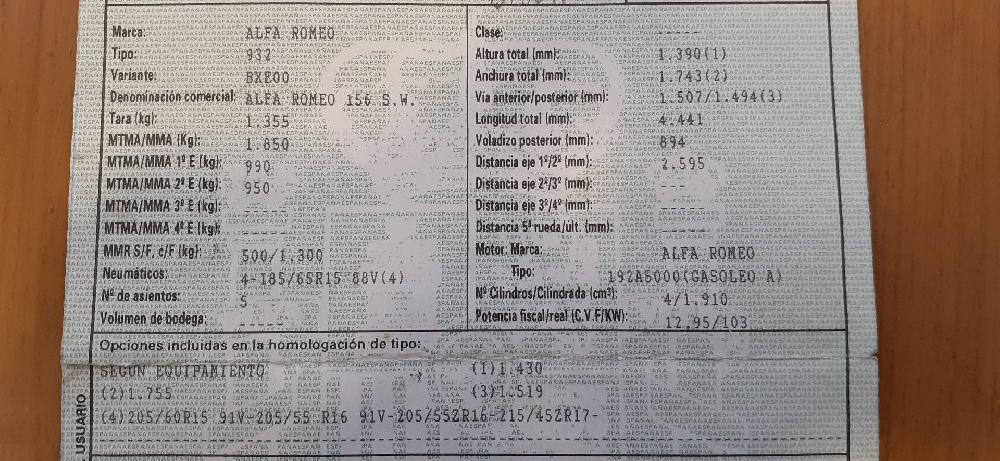 Marca: ALFA ROMEO
Tipo: 932
Variante: BXE00
Denominación comercial: ALFA ROMEO 156 S.W.
Tara (kg): 1.355
MTMA/MMA (Kg): 1.850
MTMA/MMA 1º E (kg): 990
MTMA/MMA 2º E (kg): 950
MTMA/MMA 3º E (kg): -----
MTMA/MMA 4º E (kg): -----
MMR S/F, c/F (kg): 500/1.300
Neumáticos: 4-185/65R15 88V(4)
Nº de asientos: 5
Volumen de bodega: -----
Clase: -----
Altura total (mm): 1.390(1)
Anchura total (mm): 1.743(2)
Via anterior/posterior (mm): 1.507/1.494(3)
Longitud total (mm): 4.441
Voladizo posterior (mm): 894
Distancia eje 1º/2º (mm): 2.595
Distancia eje 2º/3º (mm): ---
Distancia eje 3º/4º (mm): -----
Distancia 5ª rueda/ult. (mm): -----
Motor: Marca: ALFA ROMEO
Tipo: 192A5000(GASOLEO A)
Nº Cilindros/Cilindrada (cm³): 4/1.910
Potencia fiscal/real (C.V.F/KW): 12,95/103
Opciones incluidas en la homologación de tipo:
SEGUN EQUIPAMIENTO (1)1.430
(2)1.755 (3)1.519
(4)205/60R15 91V-205/55 R16 91V-205/55ZR16-215/45ZR17-
USUARIO